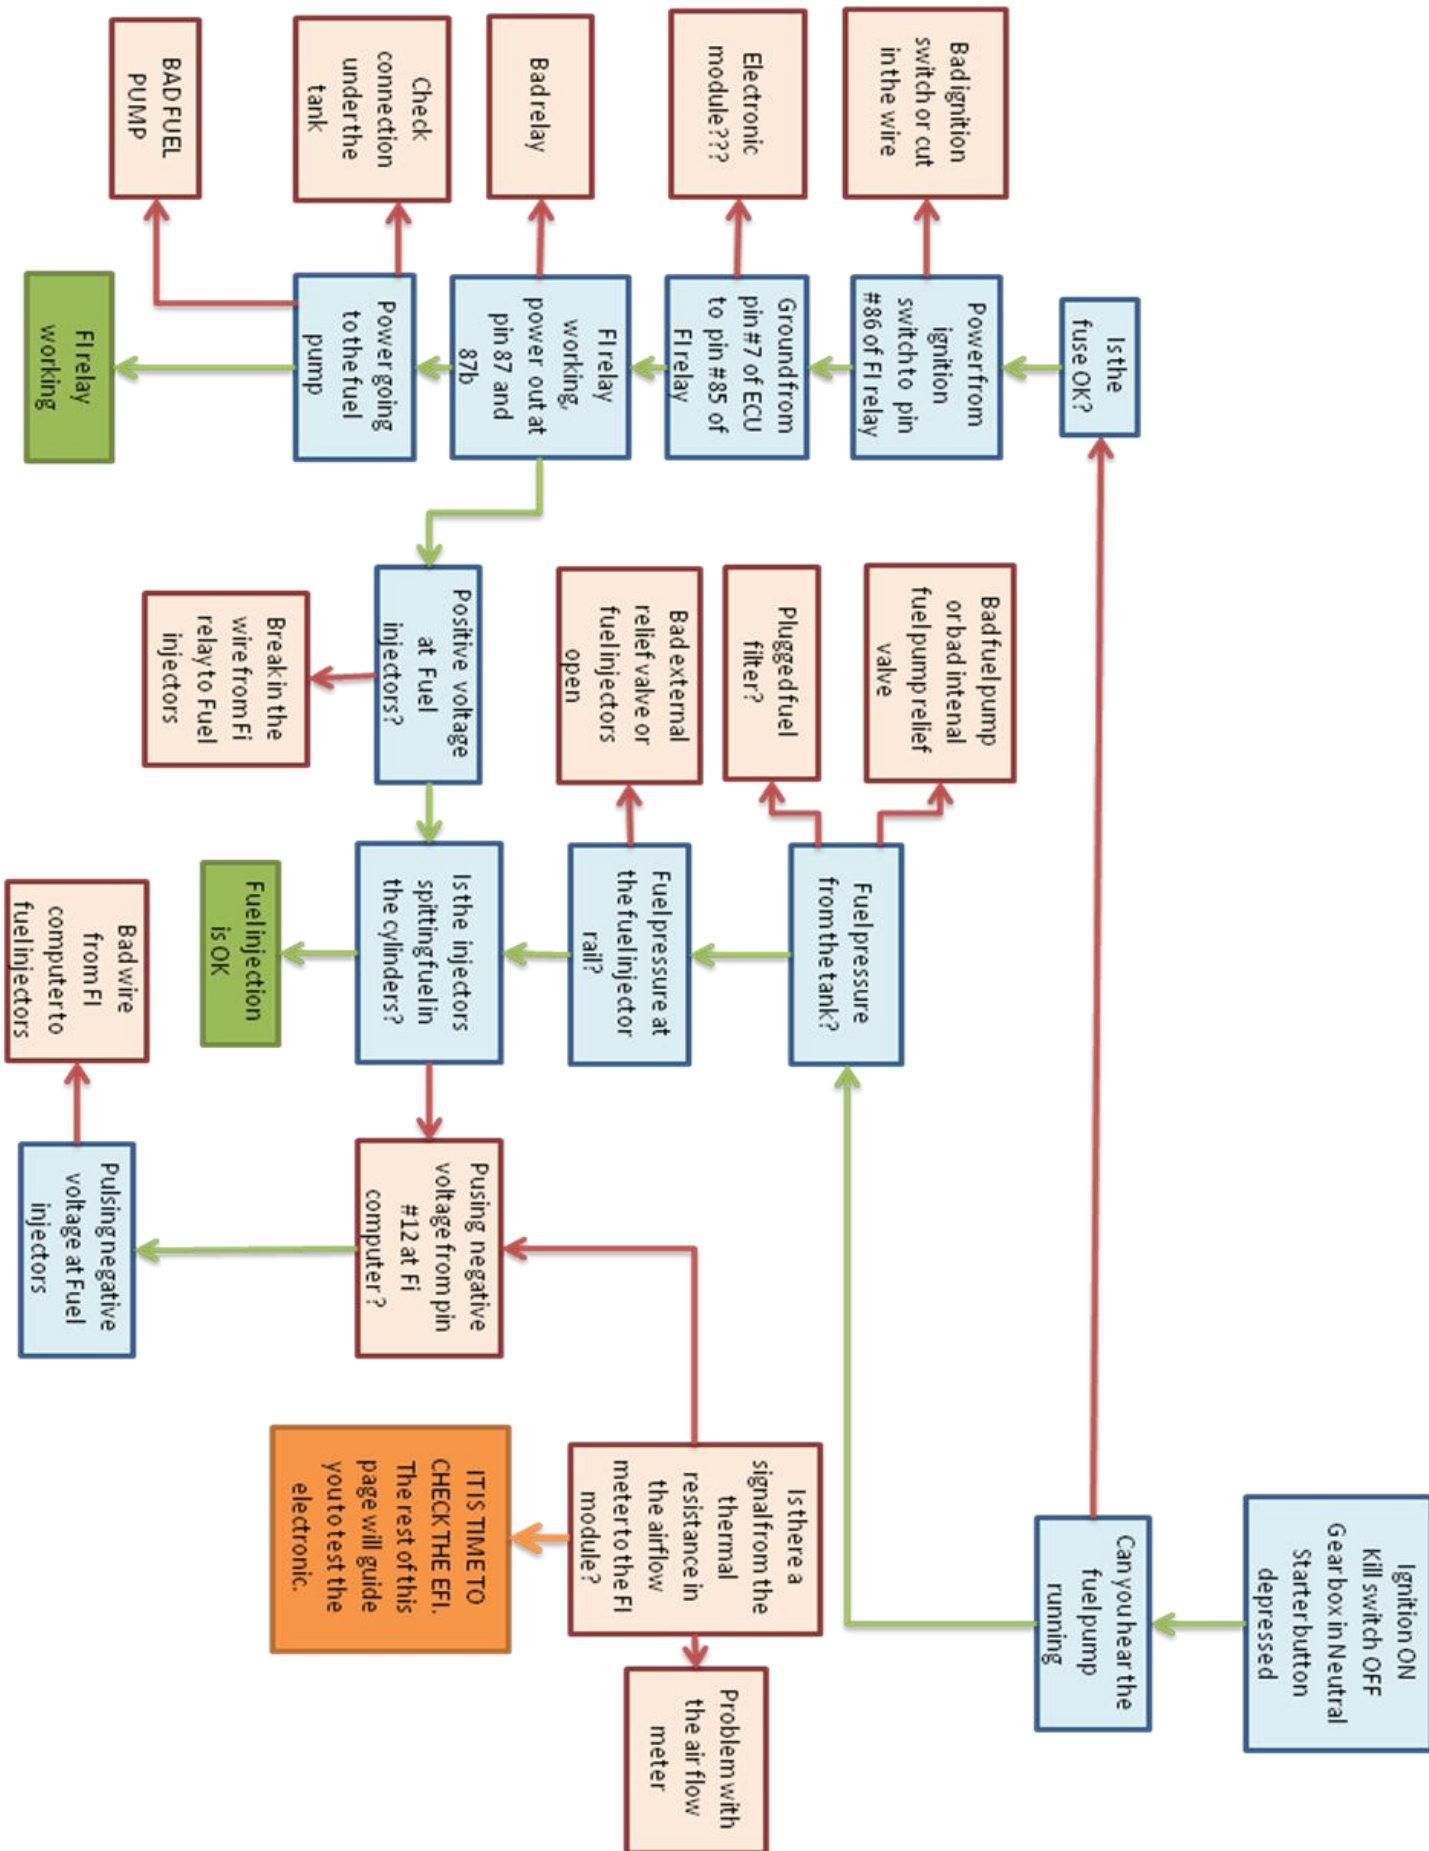 Ignition ON
Kill switch OFF
Gearbox in Neutral
Starter button
depressed
Can you hear the
fuel pump
running
Is the
fuse OK?
Power from
ignition
switch to pin
#86 of FI relay
Bad ignition
switch or cut
in the wire
Ground from
pin #7 of ECU
to pin #85 of
FI relay
Electronic
module???
FI relay
working,
power out at
pin 87 and
87b
Bad relay
Power going
to the fuel
pump
Check
connection
under the
tank
BAD FUEL
PUMP
FI relay
working
Fuel pressure
from the tank?
Bad fuel pump
or bad intenal
fuel pump relief
valve
Plugged fuel
filter?
Fuel pressure at
the fuel injector
rail?
Bad external
relief valve or
fuel injectors
open
Positive voltage
at Fuel
injectors?
Break in the
wire from Fi
relay to Fuel
injectors
Is the injectors
spitting fuel in
the cylinders?
Fuel injection
is OK
Pusing negative
voltage from pin
#12 at Fi
computer?
Pulsing negative
voltage at Fuel
injectors
Bad wire
from FI
computer to
fuel injectors
Is there a
signal from the
thermal
resistance in
the airflow
meter to the FI
module?
Problem with
the air flow
meter
IT IS TIME TO
CHECK THE EFI.
The rest of this
page will guide
you to test the
electronic.